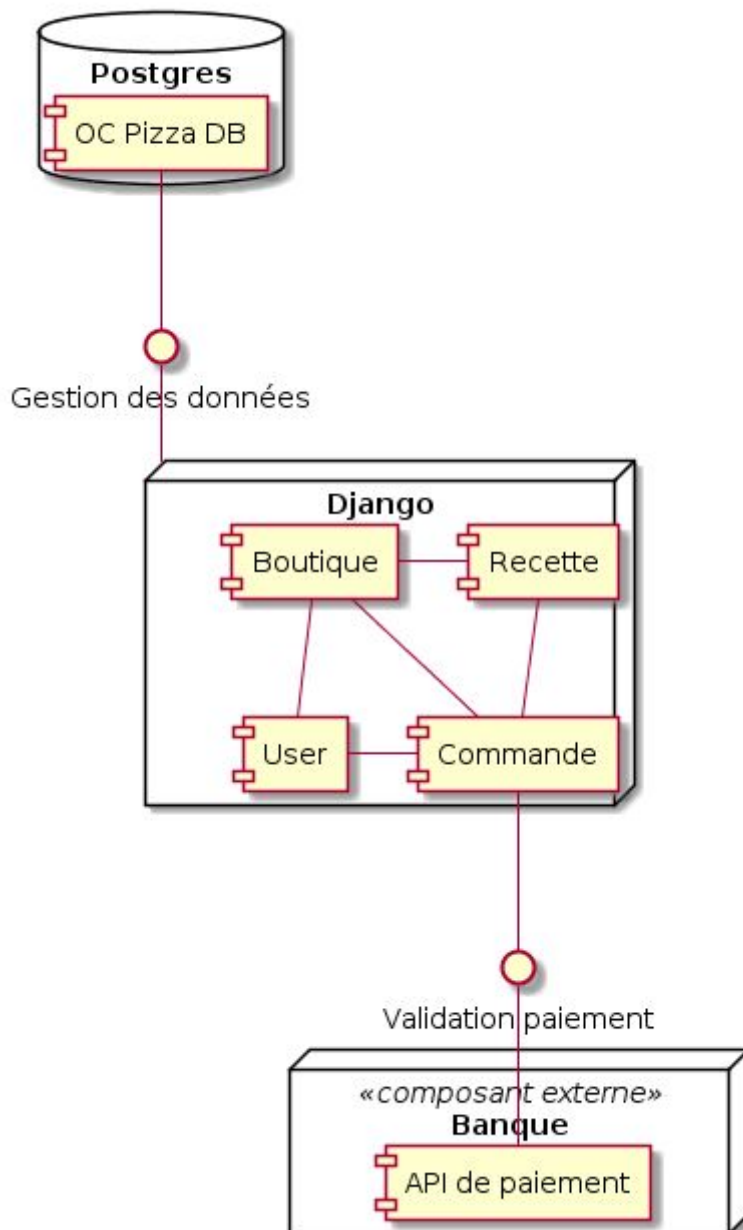 Postgres
OC Pizza DB
Gestion des données
Django
Boutique
Recette
User
Commande
Validation paiement
«composant externe»
Banque
API de paiement